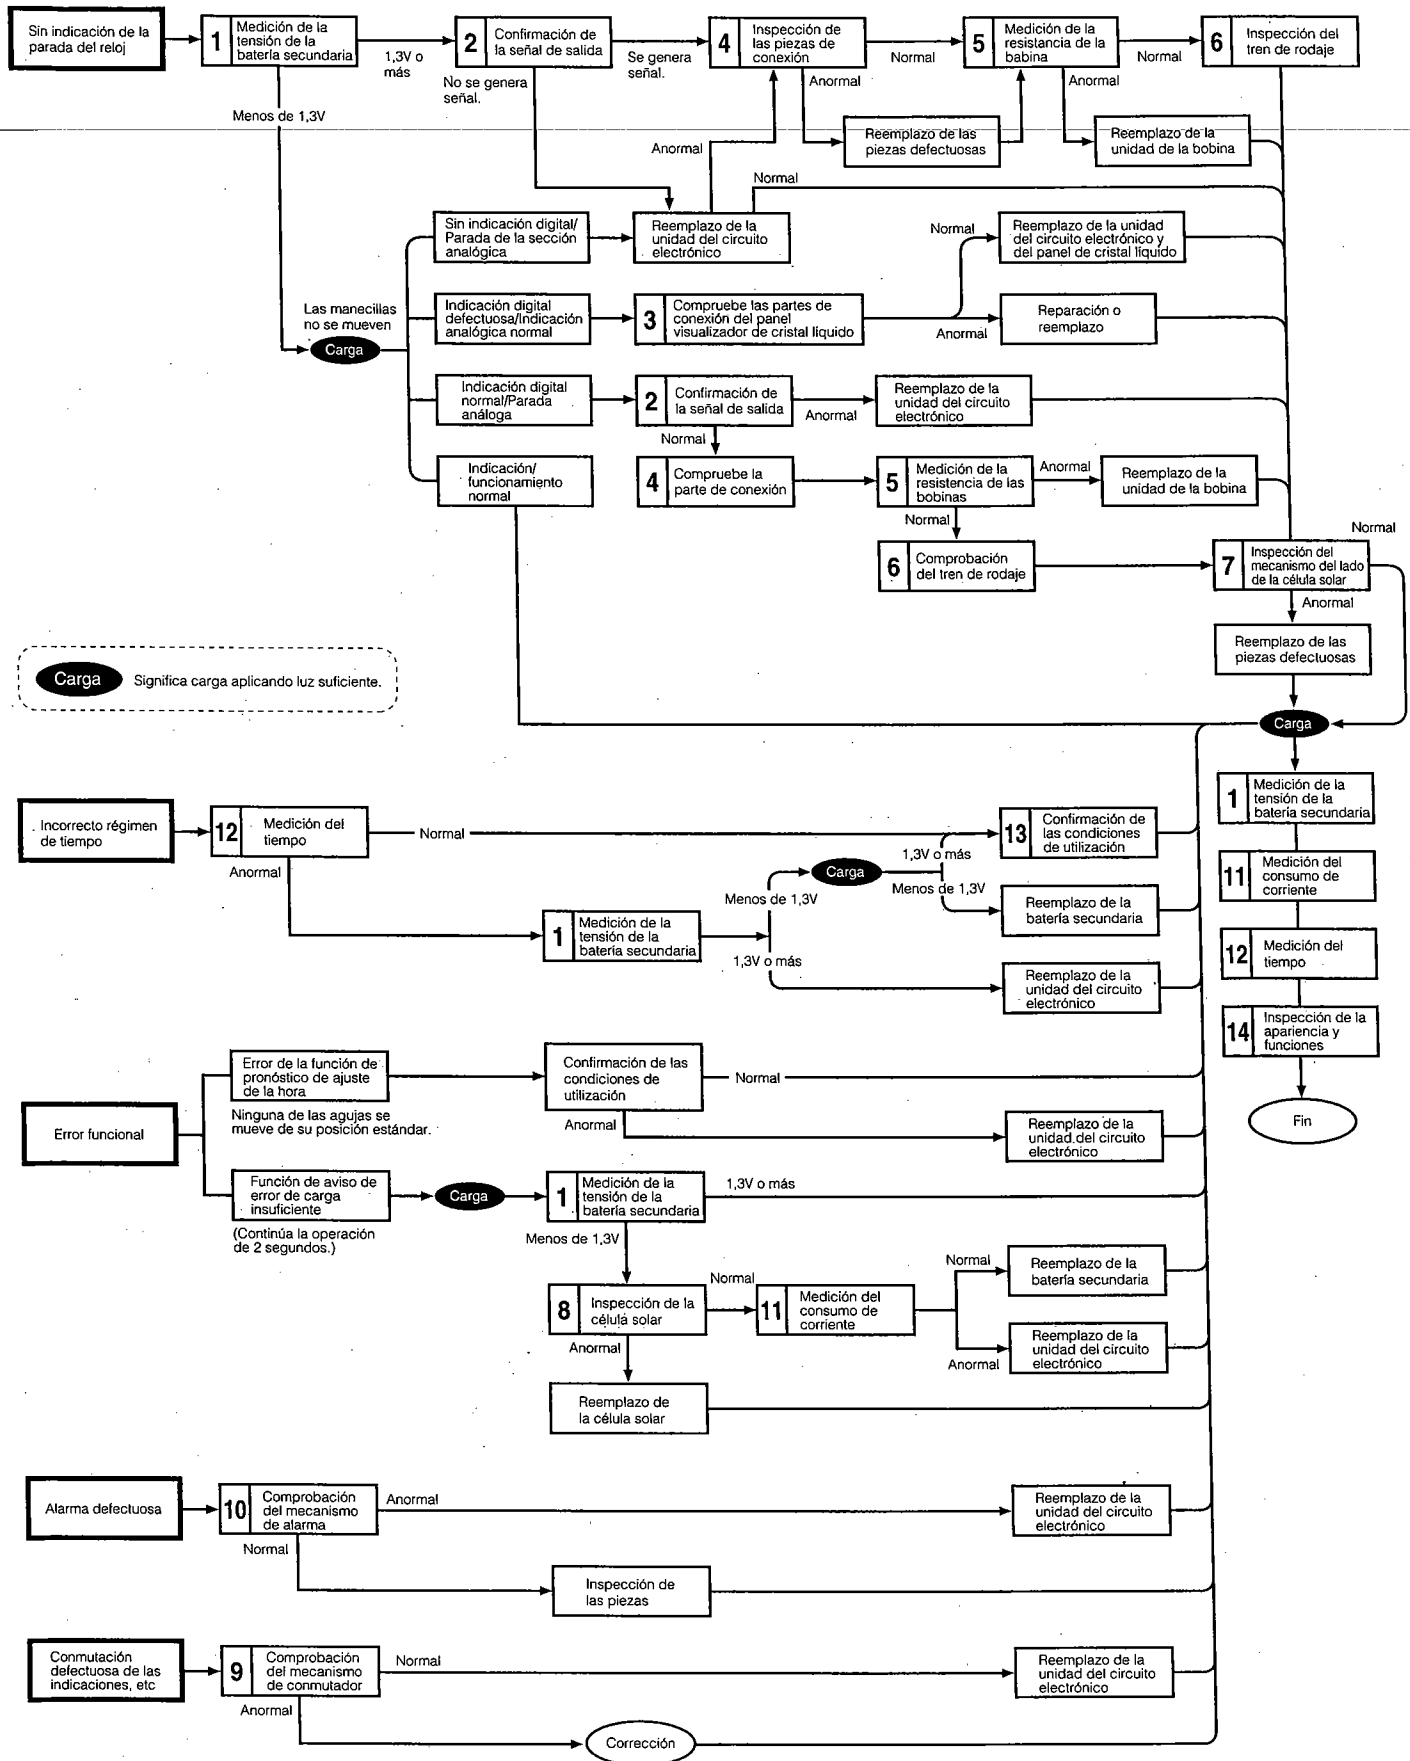 Sin indicación de la
parada del reloj
1
Medición de la
tensión de la
batería secundaria
1,3V o
más
2
Confirmación de
la señal de salida
Se genera
señal.
No se genera
señal.
4
Inspección de
las piezas de
conexión
Normal
Anormal
5
Medición de la
resistancia de la
babina
Normal
Anormal
6
Inspección del
tren de rodaje
Menos de 1,3V
Reemplazo de las
piezas defectuosas
Reemplazo de la
unidad de la bobina
Anormal
Normal
Sin indicación digital/
Parada de la sección
analógica
Reemplazo de la
unidad del circuito
electrónico
Normal
Reemplazo de la unidad
del circuito electrónico y
del panel de cristal líquido
Las manecillas
no se mueven
Carga
Indicación digital
defectuosa/Indicación
analógica normal
3
Compruebe las partes de
conexión del panel
visualizador de cristal líquido
Anormal
Reparación o
reemplazo
Indicación digital
normal/Parada
análoga
2
Confirmación de
la señal de salida
Anormal
Reemplazo de la
unidad del circuito
electrónico
Normal
Indicación/
funcionamiento
normal
4
Compruebe la
parte de conexión
5
Medición de la
resistencia de las
bobinas
Anormal
Reemplazo de la
unidad de la bobina
Normal
6
Comprobación
del tren de rodaje
7
Inspección del
mecanismo del lado
de la célula solar
Normal
Anormal
Reemplazo de las
piezas defectuosas
Carga
Significa carga aplicando luz suficiente.
Carga
1
Medición de la
tensión de la
batería secundaria
11
Medición del
consumo de
corriente
12
Medición del
tiempo
14
Inspección de la
apariencia y
funciones
Fin
Incorrecto régimen
de tiempo
12
Medición del
tiempo
Normal
Anormal
13
Confirmación de
las condiciones
de utilización
1,3V o más
Carga
Menos de 1,3V
Menos de 1,3V
Reemplazo de la
batería secundaria
1
Medición de la
tensión de la
batería secundaria
1,3V o más
Reemplazo de la
unidad del circuito
electrónico
Error funcional
Error de la función de
pronóstico de ajuste
de la hora
Ninguna de las agujas se
mueve de su posición estándar.
Confirmación de las
condiciones de
utilización
Normal
Anormal
Reemplazo de la
unidad.del circuito
electrónico
Función de aviso de
error de carga
insuficiente
(Continúa la operación
de 2 segundos.)
Carga
1
Medición de la
tensión de la
batería secundaria
1,3V o más
Menos de 1,3V
8
Inspección de la
célula solar
Normal
Anormal
11
Medición del
consumo de
corriente
Normal
Reemplazo de la
batería secundaria
Anormal
Reemplazo de la
unidad del circuito
electrónico
Reemplazo de
la célula solar
Alarma defectuosa
10
Comprobación
del mecanismo
de alarma
Anormal
Reemplazo de la
unidad del circuito
electrónico
Normal
Inspección de
las piezas
Conmutación
defectuosa de las
indicaciones, etc
9
Comprobación
del mecanismo
de conmutador
Normal
Reemplazo de la
unidad del circuito
electrónico
Anormal
Corrección